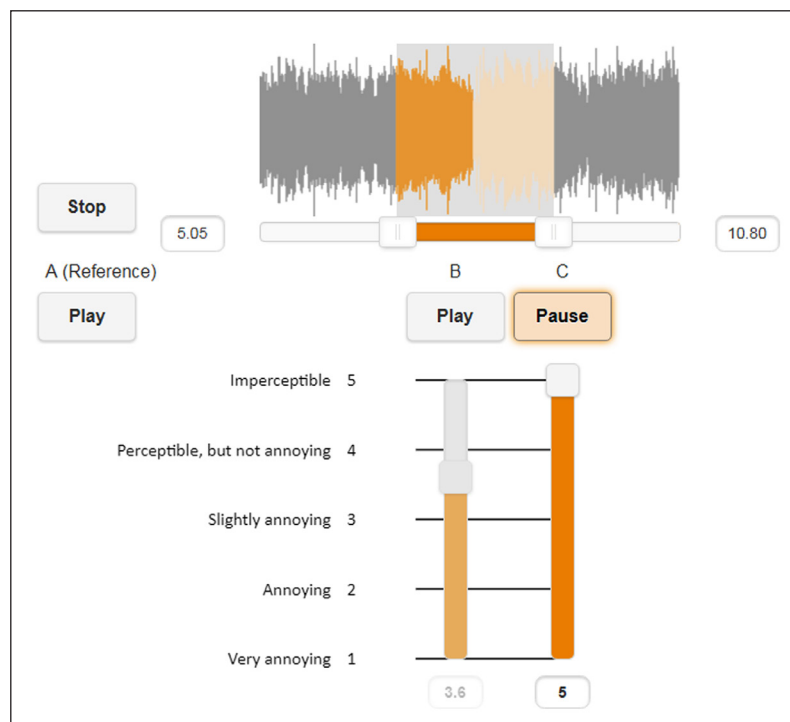 Stop
5.05
10.80
A (Reference)
B
C
Play
Play
Pause
Imperceptible 5
Perceptible, but not annoying 4
Slightly annoying 3
Annoying 2
Very annoying 1
3.6
5